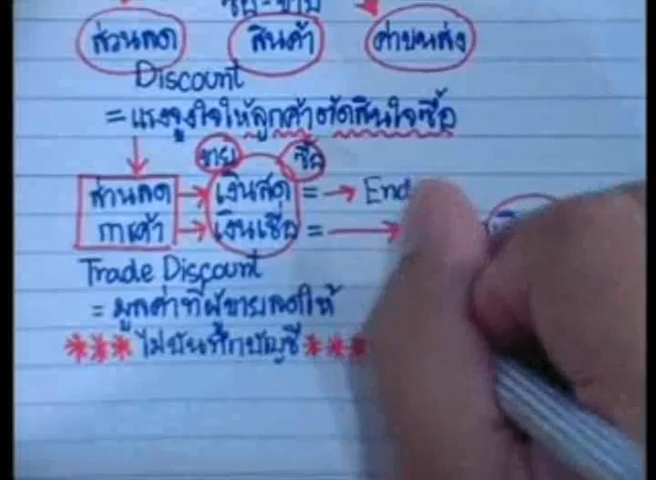 ซื้อ-ขาย
ส่วนลด สินค้า ค่าขนส่ง
Discount
= แรงจูงใจให้ลูกค้าตัดสินใจซื้อ
ขาย ซื้อ
ส่วนลด เงินสด = End
การค้า เงินเชื่อ =
Trade Discount
= มูลค่าที่ผู้ขายลดให้
*** ไม่บันทึกบัญชี ***